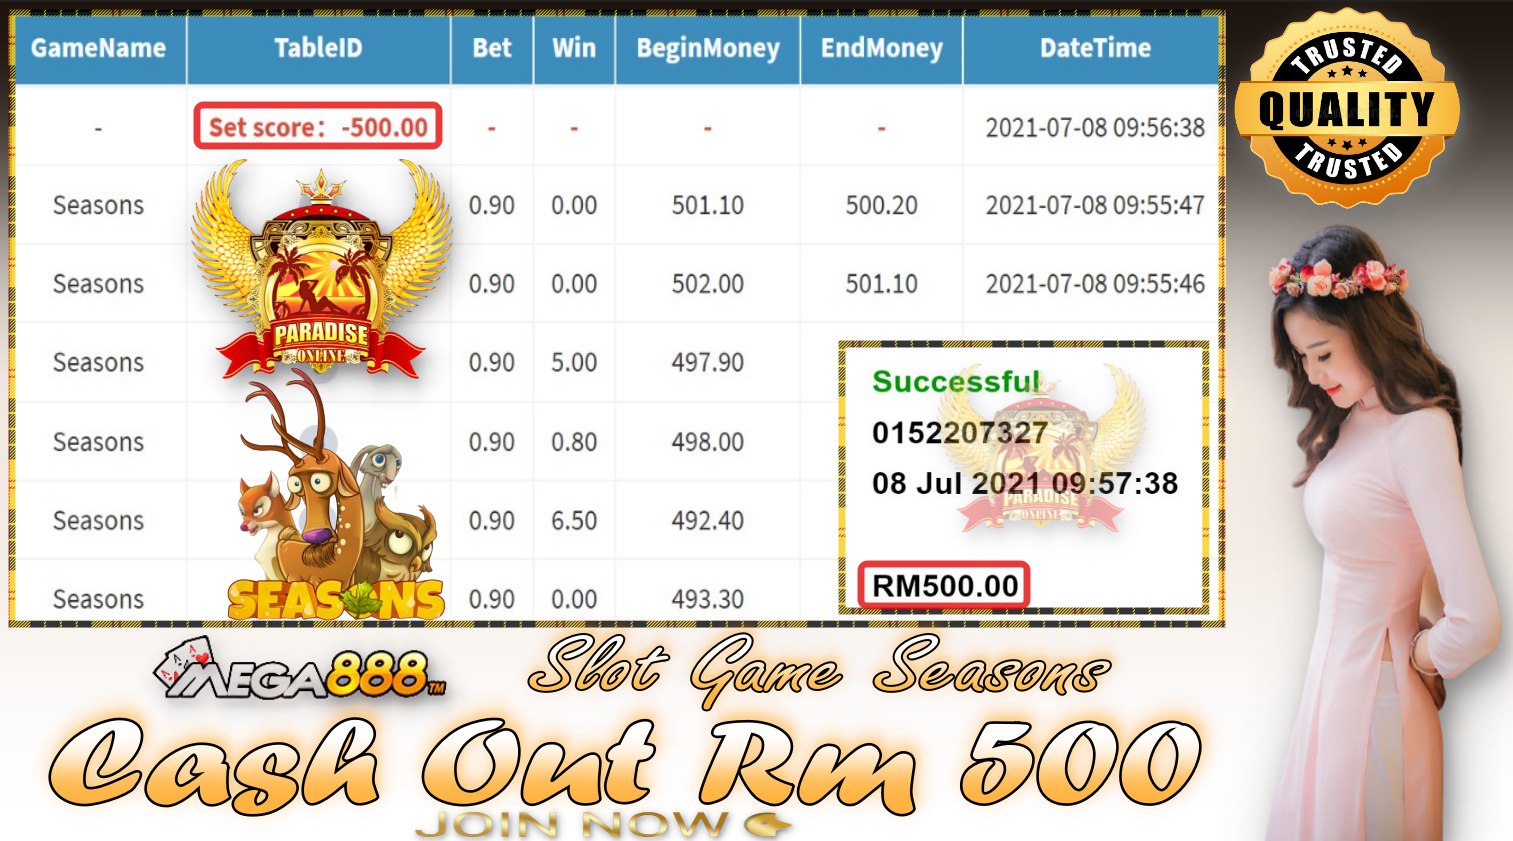 GameName TableID Bet Win BeginMoney EndMoney DateTime
- Set score: -500.00 - - - - 2021-07-08 09:56:38
Seasons 0.90 0.00 501.10 500.20 2021-07-08 09:55:47
Seasons 0.90 0.00 502.00 501.10 2021-07-08 09:55:46
Seasons 0.90 5.00 497.90
Seasons 0.90 0.80 498.00
Seasons 0.90 6.50 492.40
Seasons 0.90 0.00 493.30
PARADISE
ONLINE
SEASONS
Successful
0152207327
08 Jul 2021 09:57:38
PARADISE
ONLINE
RM500.00
TRUSTED
QUALITY
TRUSTED
MEGA888 TM
Slot Game Seasons
Cash Out Rm 500
JOIN NOW